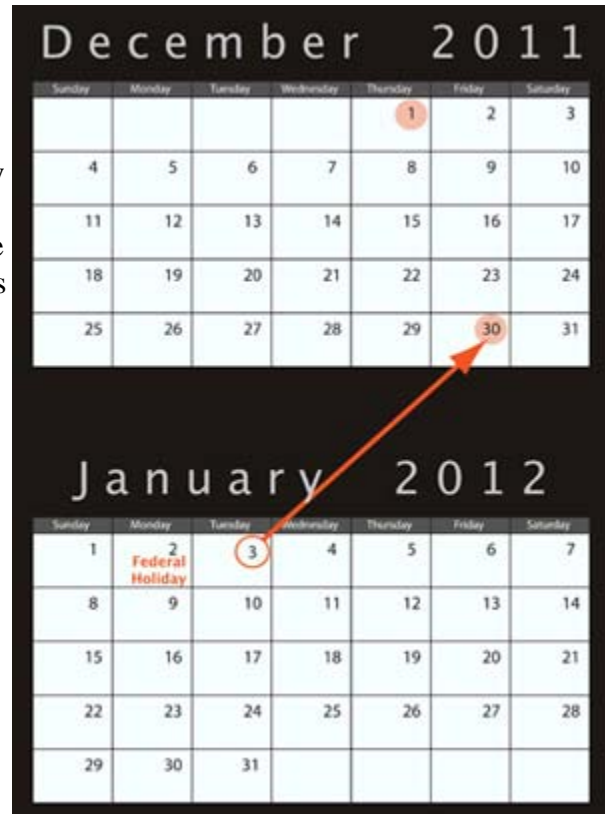 December 2011
Sunday Monday Tuesday Wednesday Thursday Friday Saturday
1 2 3
4 5 6 7 8 9 10
11 12 13 14 15 16 17
18 19 20 21 22 23 24
25 26 27 28 29 30 31
January 2012
Sunday Monday Tuesday Wednesday Thursday Friday Saturday
1 2 3 4 5 6 7
Federal
Holiday
8 9 10 11 12 13 14
15 16 17 18 19 20 21
22 23 24 25 26 27 28
29 30 31